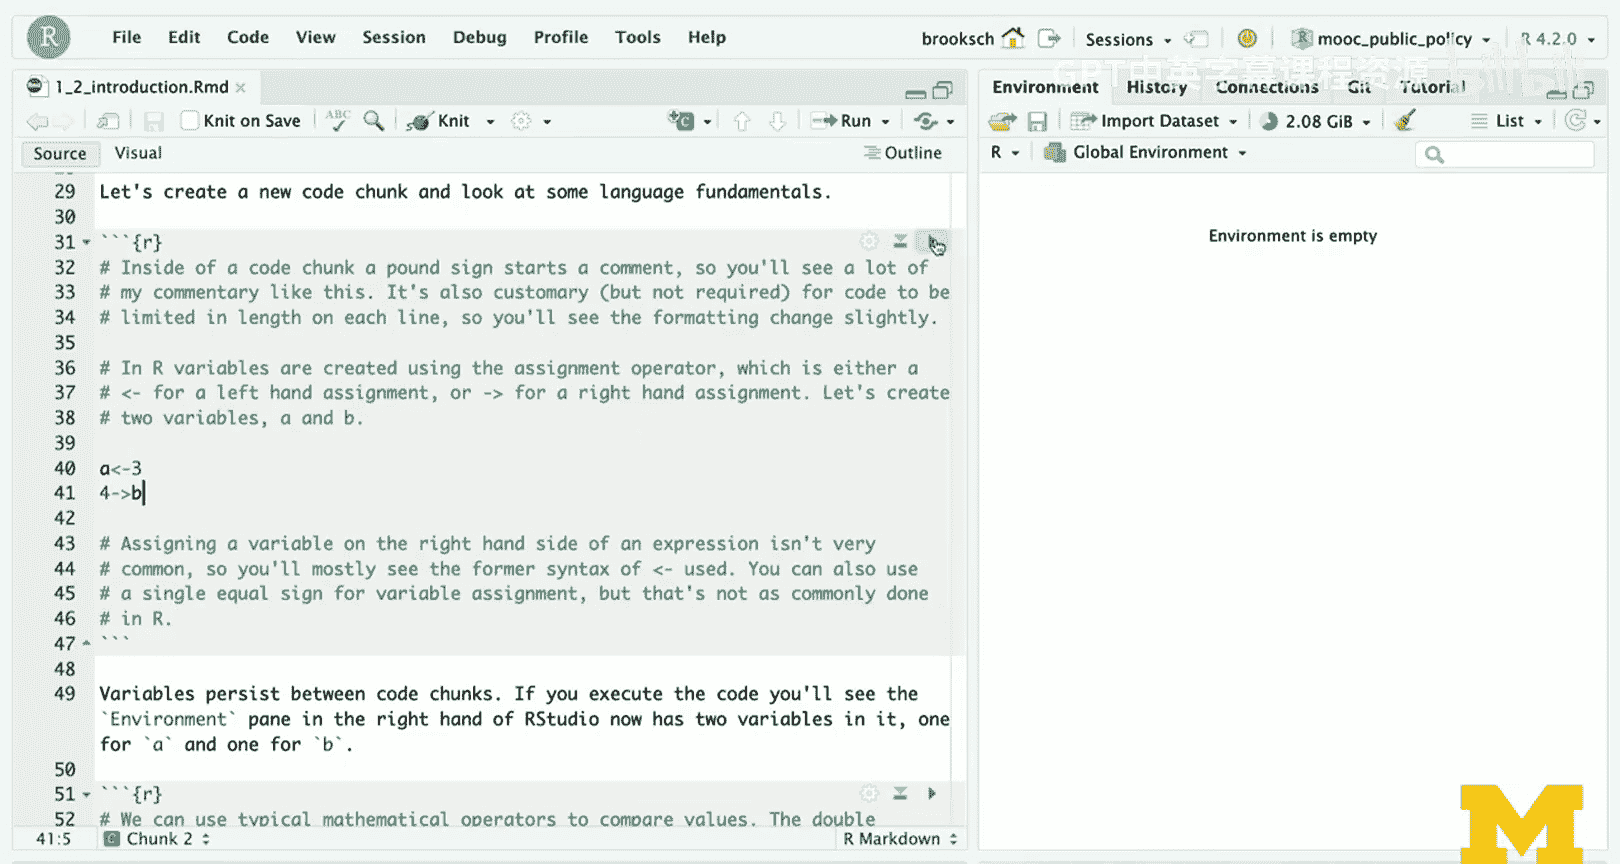 File Edit Code View Session Debug Profile Tools Help
brooksch Sessions mooc_public_policy R 4.2.0
GPT中英字幕课程资源
1_2_introduction.Rmd
Knit on Save ABC Knit Run
Source Visual Outline
29 Let's create a new code chunk and look at some language fundamentals.
30
31 ```{r}
32 # Inside of a code chunk a pound sign starts a comment, so you'll see a lot of
33 # my commentary like this. It's also customary (but not required) for code to be
34 # limited in length on each line, so you'll see the formatting change slightly.
35
36 # In R variables are created using the assignment operator, which is either a
37 # <- for a left hand assignment, or -> for a right hand assignment. Let's create
38 # two variables, a and b.
39
40 a<-3
41 4->b
42
43 # Assigning a variable on the right hand side of an expression isn't very
44 # common, so you'll mostly see the former syntax of <- used. You can also use
45 # a single equal sign for variable assignment, but that's not as commonly done
46 # in R.
47 ```
48
49 Variables persist between code chunks. If you execute the code you'll see the
`Environment` pane in the right hand of RStudio now has two variables in it, one
for `a` and one for `b`.
50
51 ```{r}
52 # We can use typical mathematical operators to compare values. The double
41:5 Chunk 2 R Markdown
Environment History Connections Git Tutorial
Import Dataset 2.08 GiB List
R Global Environment
Environment is empty
M